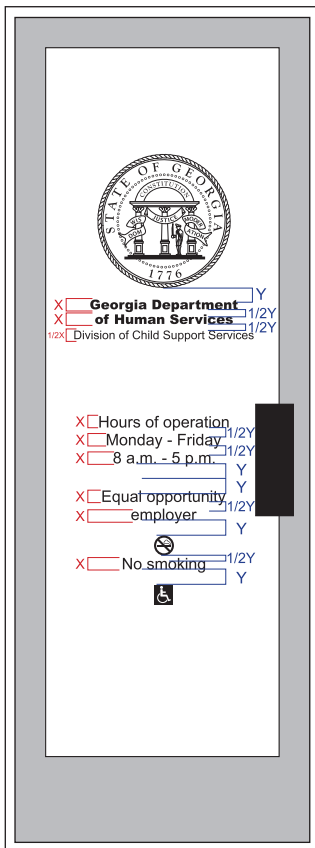 STATE OF GEORGIA
CONSTITUTION
WISDOM JUSTICE MODERATION
1776
Y
X Georgia Department
1/2Y
X of Human Services
1/2Y
1/2X Division of Child Support Services
X Hours of operation
1/2Y
X Monday - Friday
1/2Y
X 8 a.m. - 5 p.m.
Y
Y
X Equal opportunity
1/2Y
X employer
Y
1/2Y
X No smoking
Y